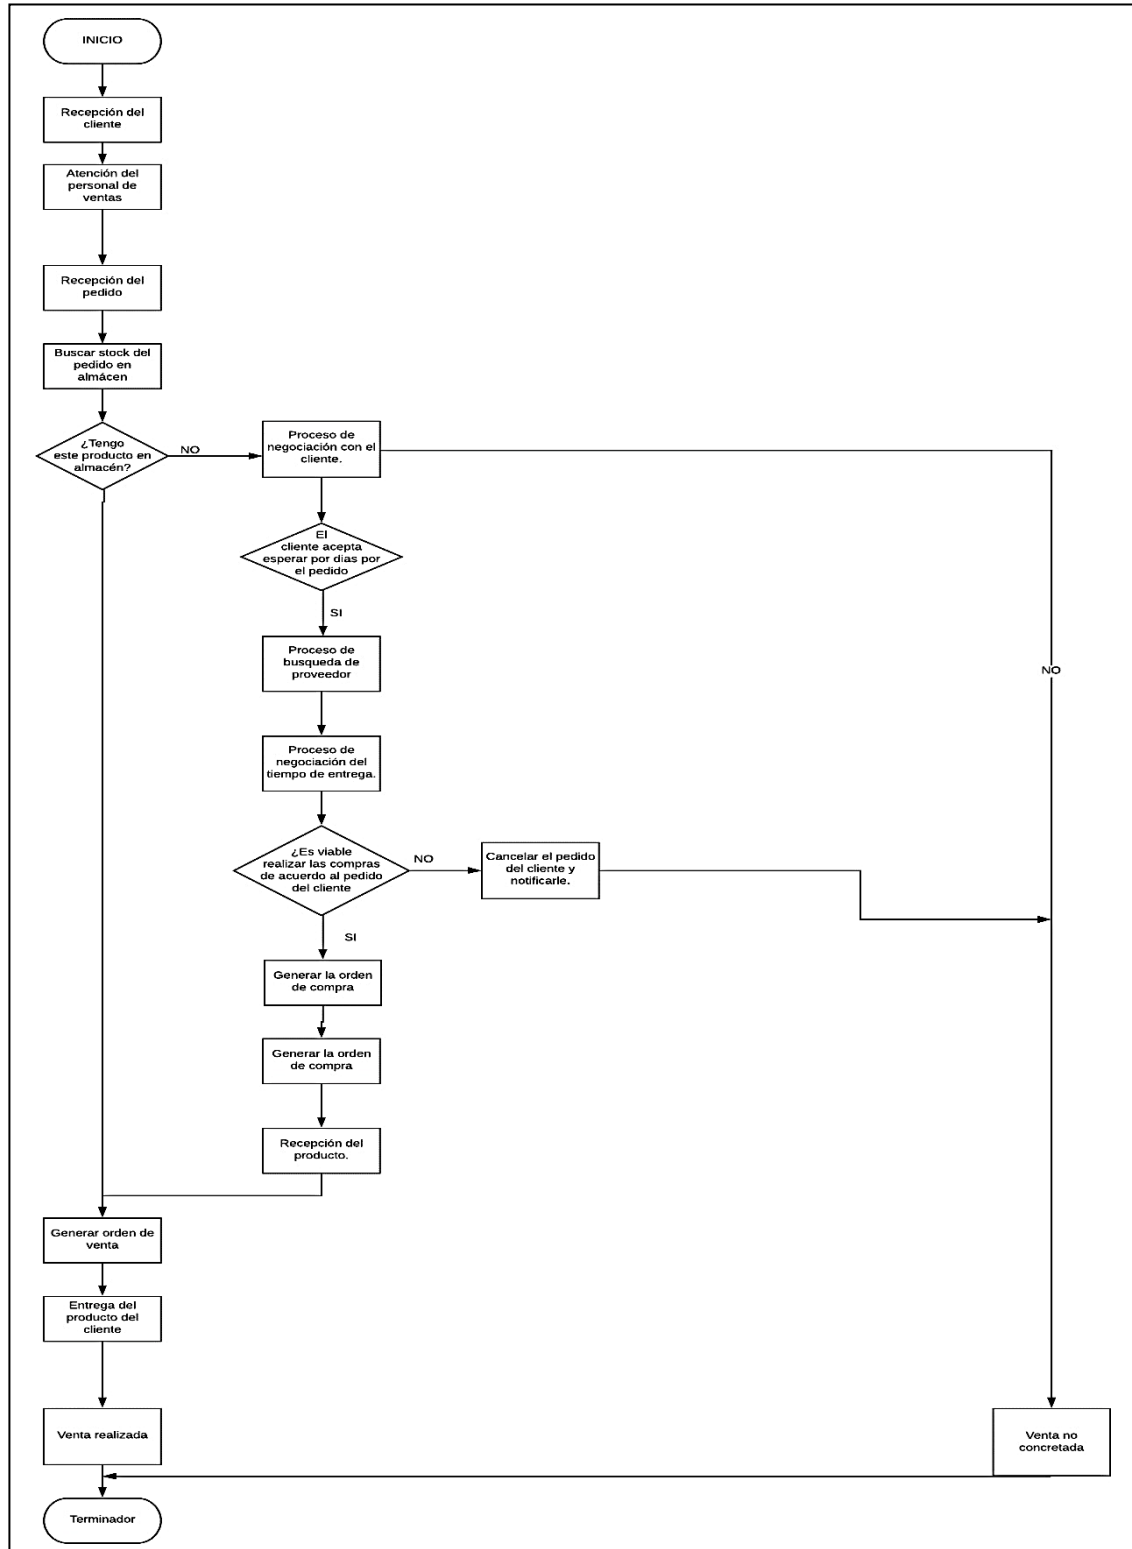 INICIO
Recepción del
cliente
Atención del
personal de
ventas
Recepción del
pedido
Buscar stock del
pedido en
almácen
¿Tengo
este producto en
almacén?
NO
Proceso de
negociación con el
cliente.
El
cliente acepta
esperar por dias por
el pedido
SI
Proceso de
busqueda de
proveedor
NO
Proceso de
negociación del
tiempo de entrega.
¿Es viable
realizar las compras
de acuerdo al pedido
del cliente
NO
Cancelar el pedido
del cliente y
notificarle.
SI
Generar la orden
de compra
Generar la orden
de compra
Recepción del
producto.
Generar orden de
venta
Entrega del
producto del
cliente
Venta realizada
Venta no
concretada
Terminador